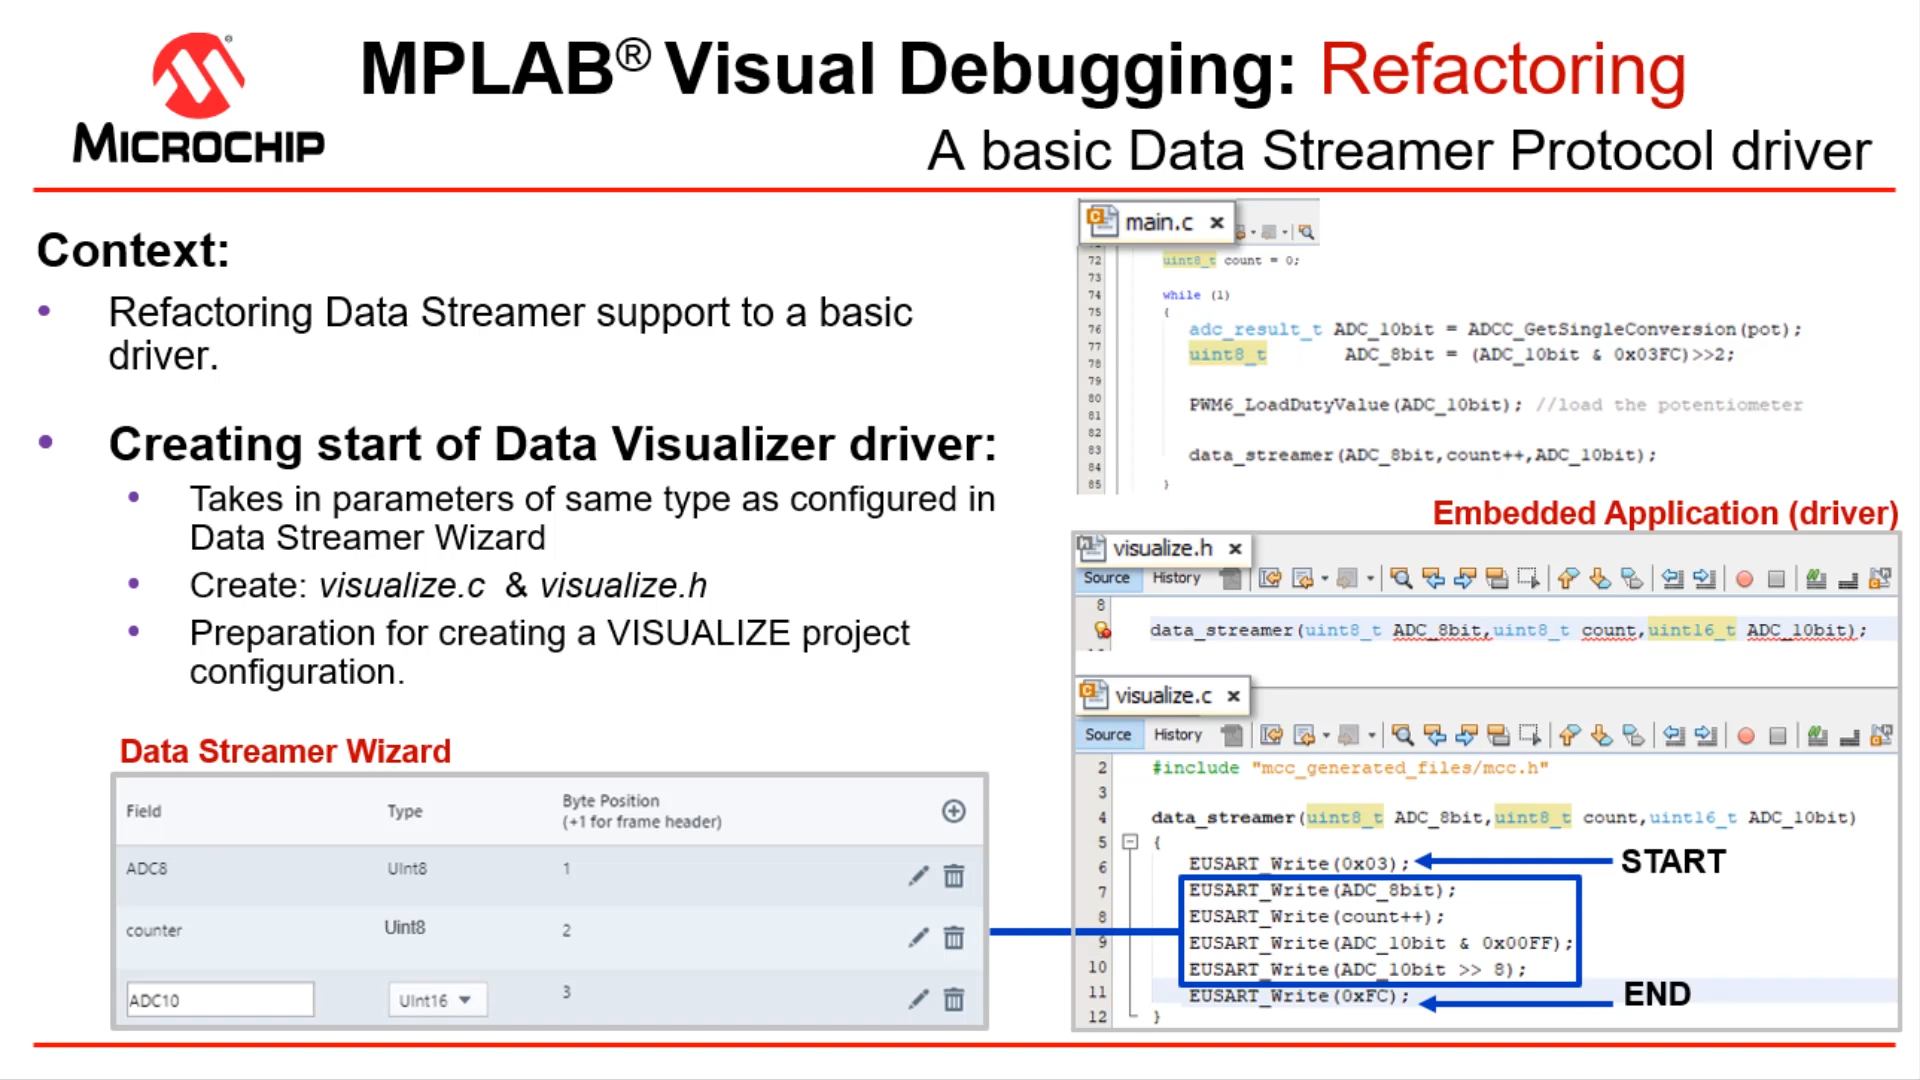 MICROCHIP
MPLAB® Visual Debugging: Refactoring
A basic Data Streamer Protocol driver
Context:
• Refactoring Data Streamer support to a basic
driver.
• Creating start of Data Visualizer driver:
• Takes in parameters of same type as configured in
Data Streamer Wizard
• Create: visualize.c & visualize.h
• Preparation for creating a VISUALIZE project
configuration.
Data Streamer Wizard
Field Type Byte Position
(+1 for frame header)
ADC8 UInt8 1
counter Uint8 2
ADC10 UInt16 3
main.c
72 uint8_t count = 0;
73
74 while (1)
75 {
76 adc_result_t ADC_10bit = ADCC_GetSingleConversion(pot);
77 uint8_t ADC_8bit = (ADC_10bit & 0x03FC)>>2;
78
79
80 PWM6_LoadDutyValue(ADC_10bit); //load the potentiometer
81
82
83 data_streamer(ADC_8bit,count++,ADC_10bit);
84
85 }
Embedded Application (driver)
visualize.h
Source History
8
data_streamer(uint8_t ADC_8bit,uint8_t count,uint16_t ADC_10bit);
visualize.c
Source History
2 #include "mcc_generated_files/mcc.h"
3
4 data_streamer(uint8_t ADC_8bit,uint8_t count,uint16_t ADC_10bit)
5 {
6 EUSART_Write(0x03); START
7 EUSART_Write(ADC_8bit);
8 EUSART_Write(count++);
9 EUSART_Write(ADC_10bit & 0x00FF);
10 EUSART_Write(ADC_10bit >> 8);
11 EUSART_Write(0xFC); END
12 }